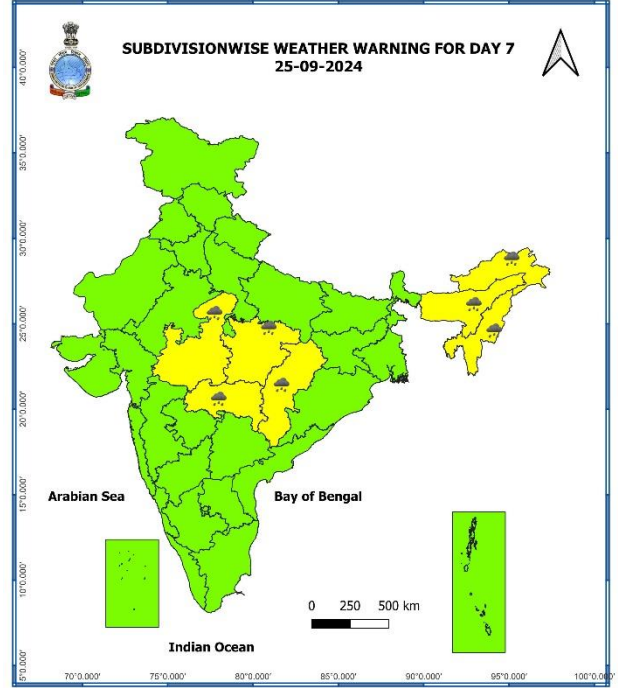 SUBDIVISIONWISE WEATHER WARNING FOR DAY 7
25-09-2024
40°0.000'
35°0.000'
30°0.000'
25°0.000'
20°0.000'
15°0.000'
10°0.000'
5°0.000'
Arabian Sea
Bay of Bengal
0 250 500 km
Indian Ocean
70°0.000' 75°0.000' 80°0.000' 85°0.000' 90°0.000' 95°0.000' 100°0.000'